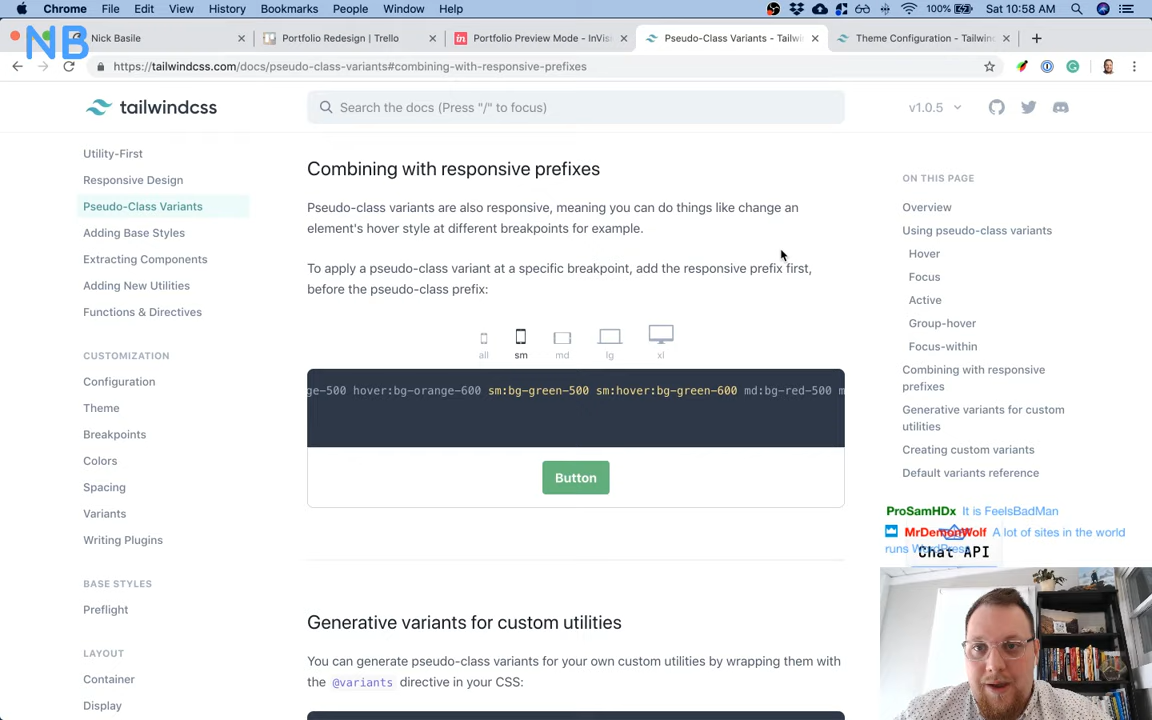 Chrome File Edit View History Bookmarks People Window Help 100% Sat 10:58 AM
NB
Nick Basile
Portfolio Redesign | Trello
Portfolio Preview Mode - InVis
Pseudo-Class Variants - Tailwi
Theme Configuration - Tailwin
https://tailwindcss.com/docs/pseudo-class-variants#combining-with-responsive-prefixes
tailwindcss
Search the docs (Press "/" to focus)
v1.0.5
Utility-First
Responsive Design
Pseudo-Class Variants
Adding Base Styles
Extracting Components
Adding New Utilities
Functions & Directives
CUSTOMIZATION
Configuration
Theme
Breakpoints
Colors
Spacing
Variants
Writing Plugins
BASE STYLES
Preflight
LAYOUT
Container
Display
Combining with responsive prefixes
Pseudo-class variants are also responsive, meaning you can do things like change an
element's hover style at different breakpoints for example.
To apply a pseudo-class variant at a specific breakpoint, add the responsive prefix first,
before the pseudo-class prefix:
all sm md lg xl
ge-500 hover:bg-orange-600 sm:bg-green-500 sm:hover:bg-green-600 md:bg-red-500 m
Button
Generative variants for custom utilities
You can generate pseudo-class variants for your own custom utilities by wrapping them with
the @variants directive in your CSS:
ON THIS PAGE
Overview
Using pseudo-class variants
Hover
Focus
Active
Group-hover
Focus-within
Combining with responsive
prefixes
Generative variants for custom
utilities
Creating custom variants
Default variants reference
ProSamHDx It is FeelsBadMan
MrDemonWolf A lot of sites in the world
runs WordPress
Chat API